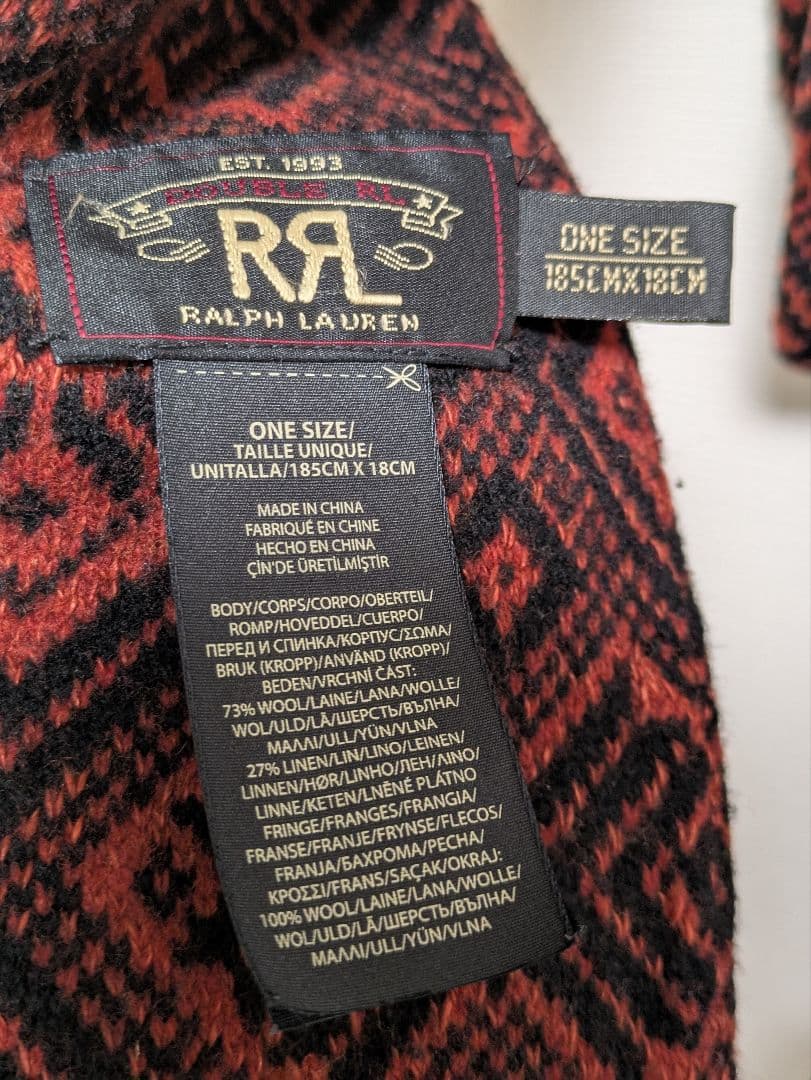 EST. 1993
DOUBLE RL
RRL
RALPH LAUREN
ONE SIZE
185CMX18CM
ONE SIZE/
TAILLE UNIQUE/
UNITALLA/185CM X 18CM
MADE IN CHINA
FABRIQUÉ EN CHINE
HECHO EN CHINA
ÇİN'DE ÜRETİLMİŞTİR
BODY/CORPS/CORPO/OBERTEIL/
ROMP/HOVEDDEL/CUERPO/
ПЕРЕД И СПИНКА/КОРПУС/ΣΩΜΑ/
BRUK (KROPP)/ANVÄND (KROPP)/
BEDEN/VRCHNÍ ČÁST:
73% WOOL/LAINE/LANA/WOLLE/
WOL/ULD/LÃ/ШЕРСТЬ/ВЪЛНА/
ΜΑΛΛΙ/ULL/YÜN/VLNA
27% LINEN/LIN/LINO/LEINEN/
LINNEN/HØR/LINHO/ЛЕН/ΛΙΝΟ/
LINNE/KETEN/LNĚNÉ PLÁTNO
FRINGE/FRANGES/FRANGIA/
FRANSE/FRANJE/FRYNSE/FLECOS/
FRANJA/БАХРОМА/РЕСНА/
ΚΡΟΣΣΙ/FRANS/SAÇAK/OKRAJ:
100% WOOL/LAINE/LANA/WOLLE/
WOL/ULD/LÃ/ШЕРСТЬ/ВЪЛНА/
ΜΑΛΛΙ/ULL/YÜN/VLNA